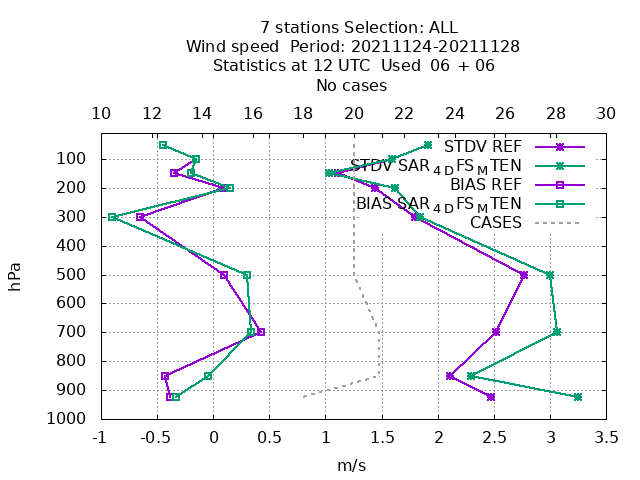 7 stations Selection: ALL
Wind speed  Period: 20211124-20211128
Statistics at 12 UTC  Used  06 + 06
No cases
10 12 14 16 18 20 22 24 26 28 30
STDV REF
100
STDV SAR4DFSMTEN
BIAS REF
200
BIAS SAR4DFSMTEN
300
CASES
400
hPa
500
600
700
800
900
1000
-1 -0.5 0 0.5 1 1.5 2 2.5 3 3.5
m/s